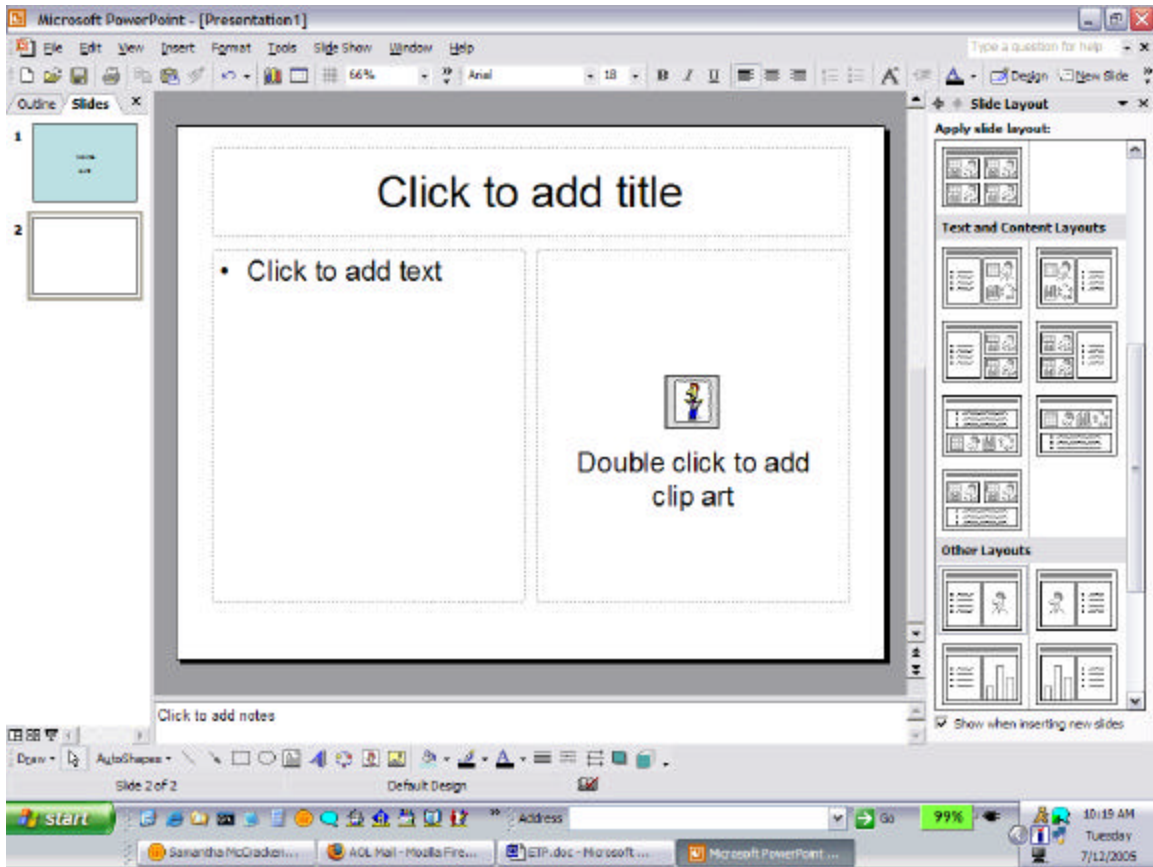 Microsoft PowerPoint - [Presentation1]
File Edit View Insert Format Tools Slide Show Window Help
Type a question for help
66% Arial 18 B I U A A Design New Slide
Outline Slides
Slide Layout
Apply slide layout:
1
2
Click to add title
• Click to add text
Double click to add
clip art
Text and Content Layouts
Other Layouts
Show when inserting new slides
Click to add notes
Draw AutoShapes A
Slide 2 of 2 Default Design
start Address Go 99% 10:19 AM
Tuesday
7/12/2005
Samantha McCracken... AOL Mail - Mozilla Fire... ETP.doc - Microsoft ... Microsoft PowerPoint ...